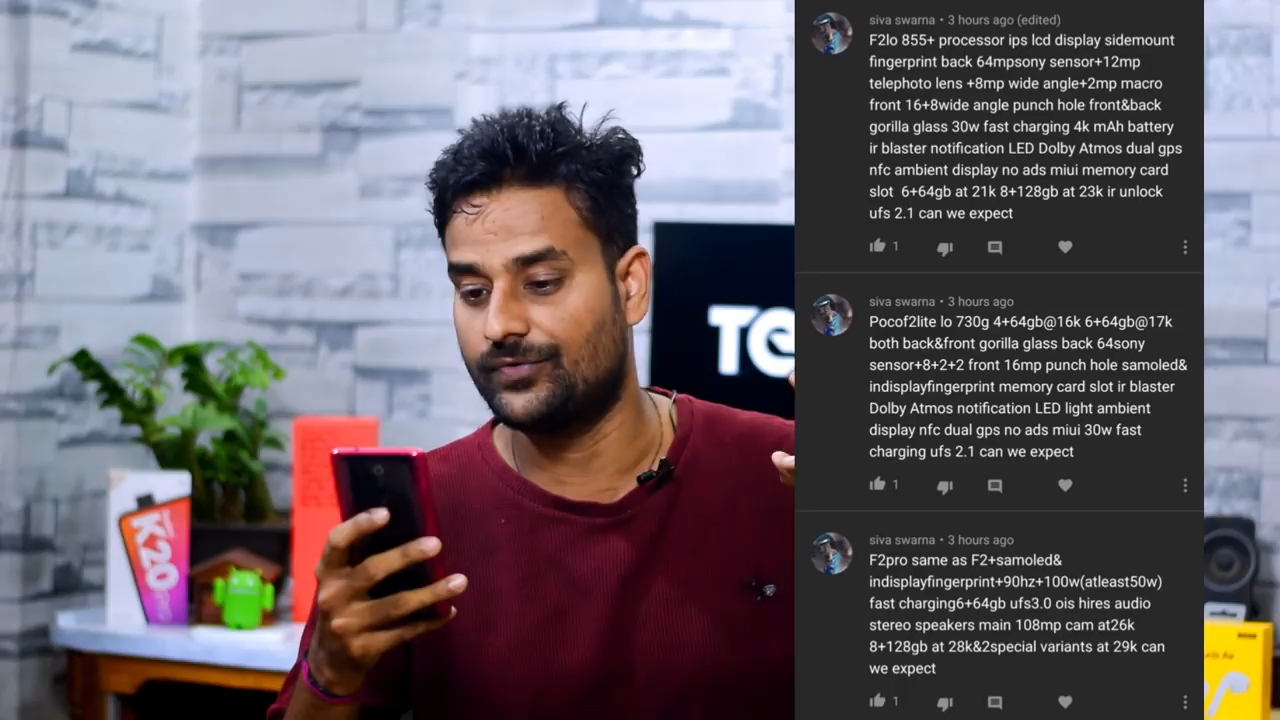 siva swarna • 3 hours ago (edited)
F2lo 855+ processor ips lcd display sidemount
fingerprint back 64mpsony sensor+12mp
telephoto lens +8mp wide angle+2mp macro
front 16+8wide angle punch hole front&back
gorilla glass 30w fast charging 4k mAh battery
ir blaster notification LED Dolby Atmos dual gps
nfc ambient display no ads miui memory card
slot 6+64gb at 21k 8+128gb at 23k ir unlock
ufs 2.1 can we expect
1
siva swarna • 3 hours ago
Pocof2lite lo 730g 4+64gb@16k 6+64gb@17k
both back&front gorilla glass back 64sony
sensor+8+2+2 front 16mp punch hole samoled&
indisplayfingerprint memory card slot ir blaster
Dolby Atmos notification LED light ambient
display nfc dual gps no ads miui 30w fast
charging ufs 2.1 can we expect
1
siva swarna • 3 hours ago
F2pro same as F2+samoled&
indisplayfingerprint+90hz+100w(atleast50w)
fast charging6+64gb ufs3.0 ois hires audio
stereo speakers main 108mp cam at26k
8+128gb at 28k&2special variants at 29k can
we expect
1
K20